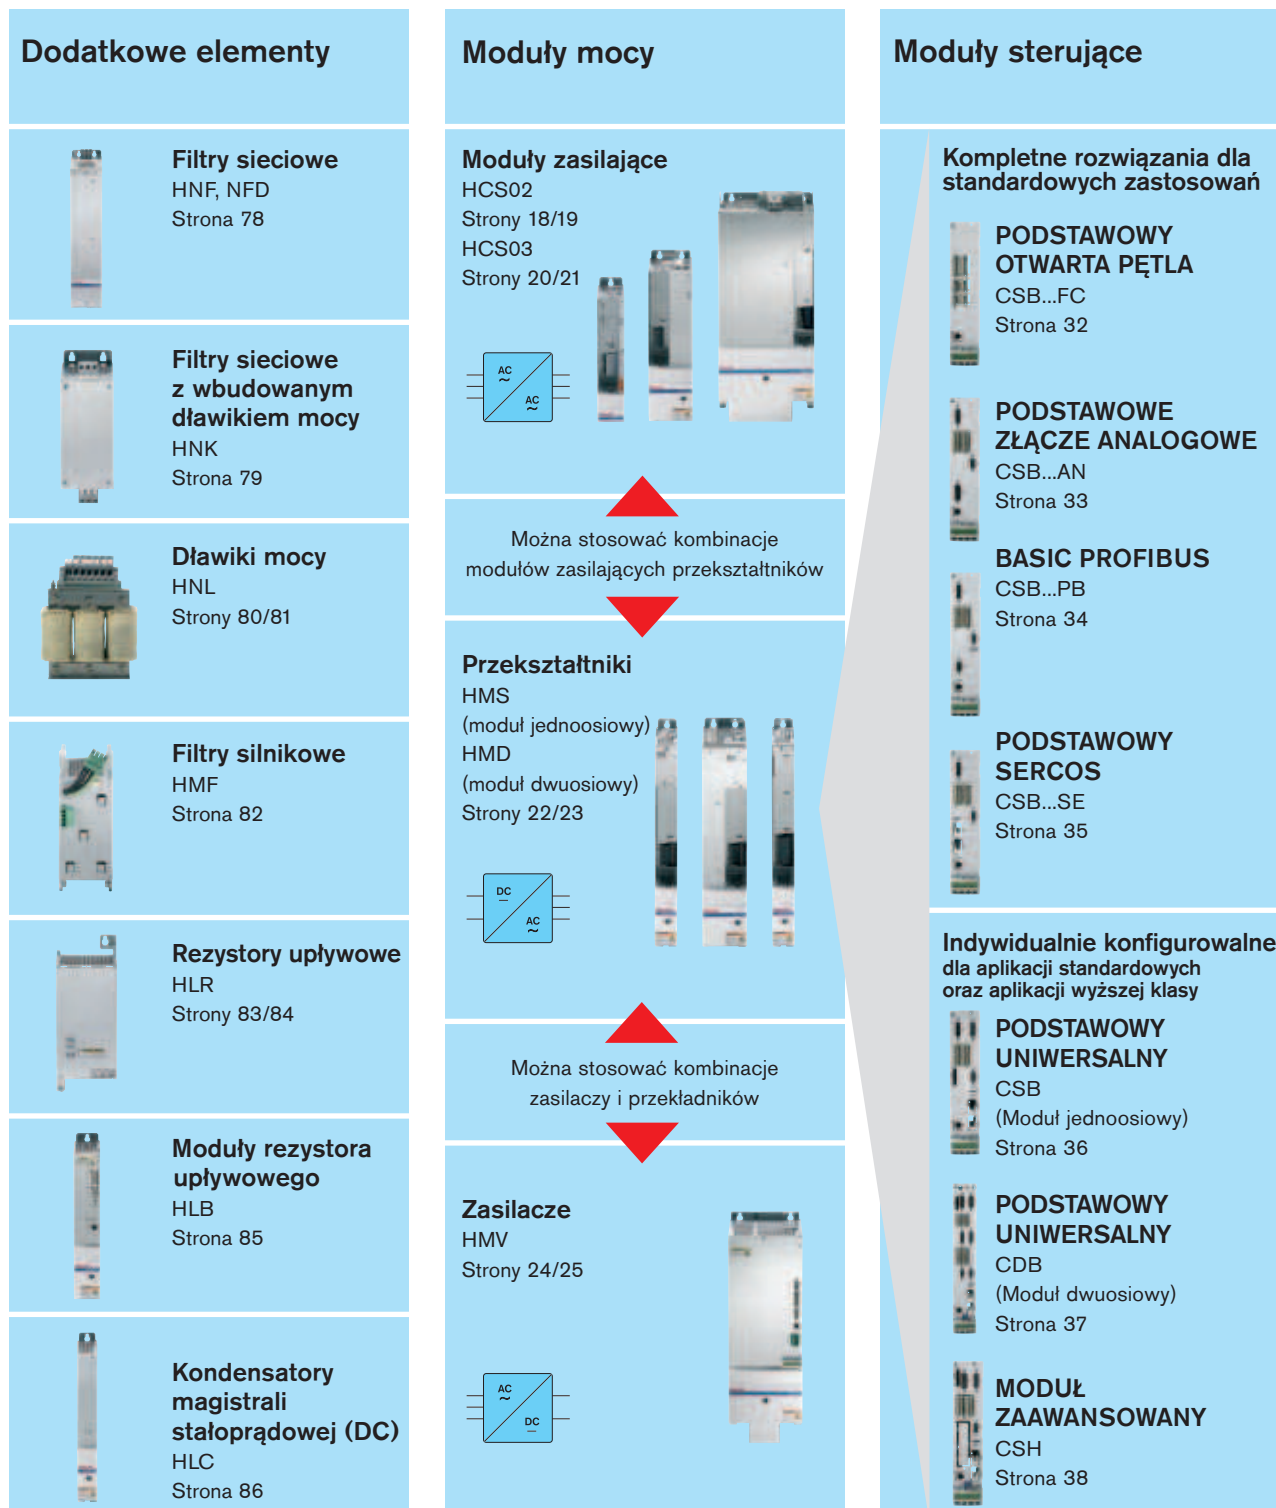 Dodatkowe elementy
Filtry sieciowe
HNF, NFD
Strona 78
Filtry sieciowe
z wbudowanym
dławikiem mocy
HNK
Strona 79
Dławiki mocy
HNL
Strony 80/81
Filtry silnikowe
HMF
Strona 82
Rezystory upływowe
HLR
Strony 83/84
Moduły rezystora
upływowego
HLB
Strona 85
Kondensatory
magistrali
stałoprądowej (DC)
HLC
Strona 86
Moduły mocy
Moduły zasilające
HCS02
Strony 18/19
HCS03
Strony 20/21
AC
~
AC
~
Można stosować kombinacje
modułów zasilających przekształtników
Przekształtniki
HMS
(moduł jednoosiowy)
HMD
(moduł dwuosiowy)
Strony 22/23
DC
AC
~
Można stosować kombinacje
zasilaczy i przekładników
Zasilacze
HMV
Strony 24/25
AC
~
DC
Moduły sterujące
Kompletne rozwiązania dla
standardowych zastosowań
PODSTAWOWY
OTWARTA PĘTLA
CSB...FC
Strona 32
PODSTAWOWE
ZŁĄCZE ANALOGOWE
CSB...AN
Strona 33
BASIC PROFIBUS
CSB...PB
Strona 34
PODSTAWOWY
SERCOS
CSB...SE
Strona 35
Indywidualnie konfigurowalne
dla aplikacji standardowych
oraz aplikacji wyższej klasy
PODSTAWOWY
UNIWERSALNY
CSB
(Moduł jednoosiowy)
Strona 36
PODSTAWOWY
UNIWERSALNY
CDB
(Moduł dwuosiowy)
Strona 37
MODUŁ
ZAAWANSOWANY
CSH
Strona 38